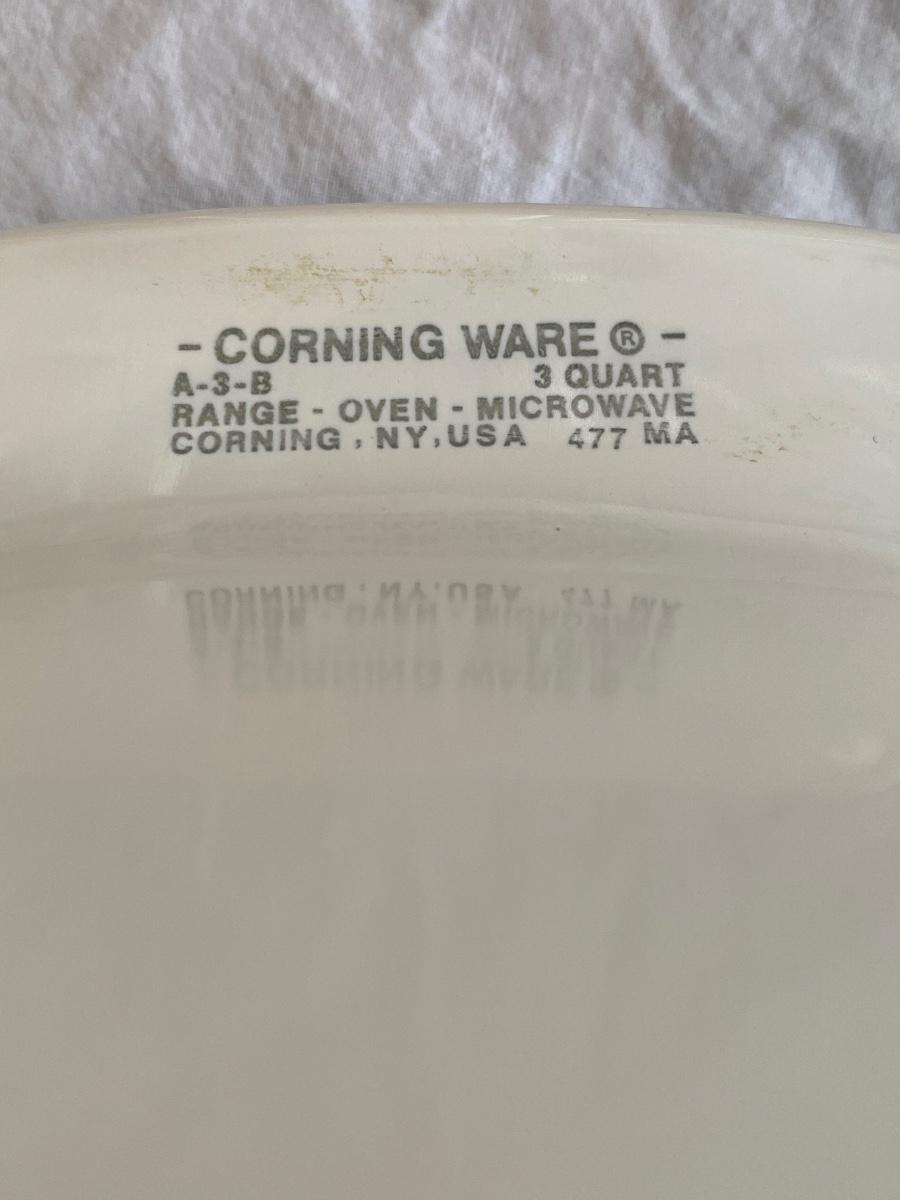 - CORNING WARE ® -
A-3-B 3 QUART
RANGE - OVEN - MICROWAVE
CORNING, NY, USA 477 MA